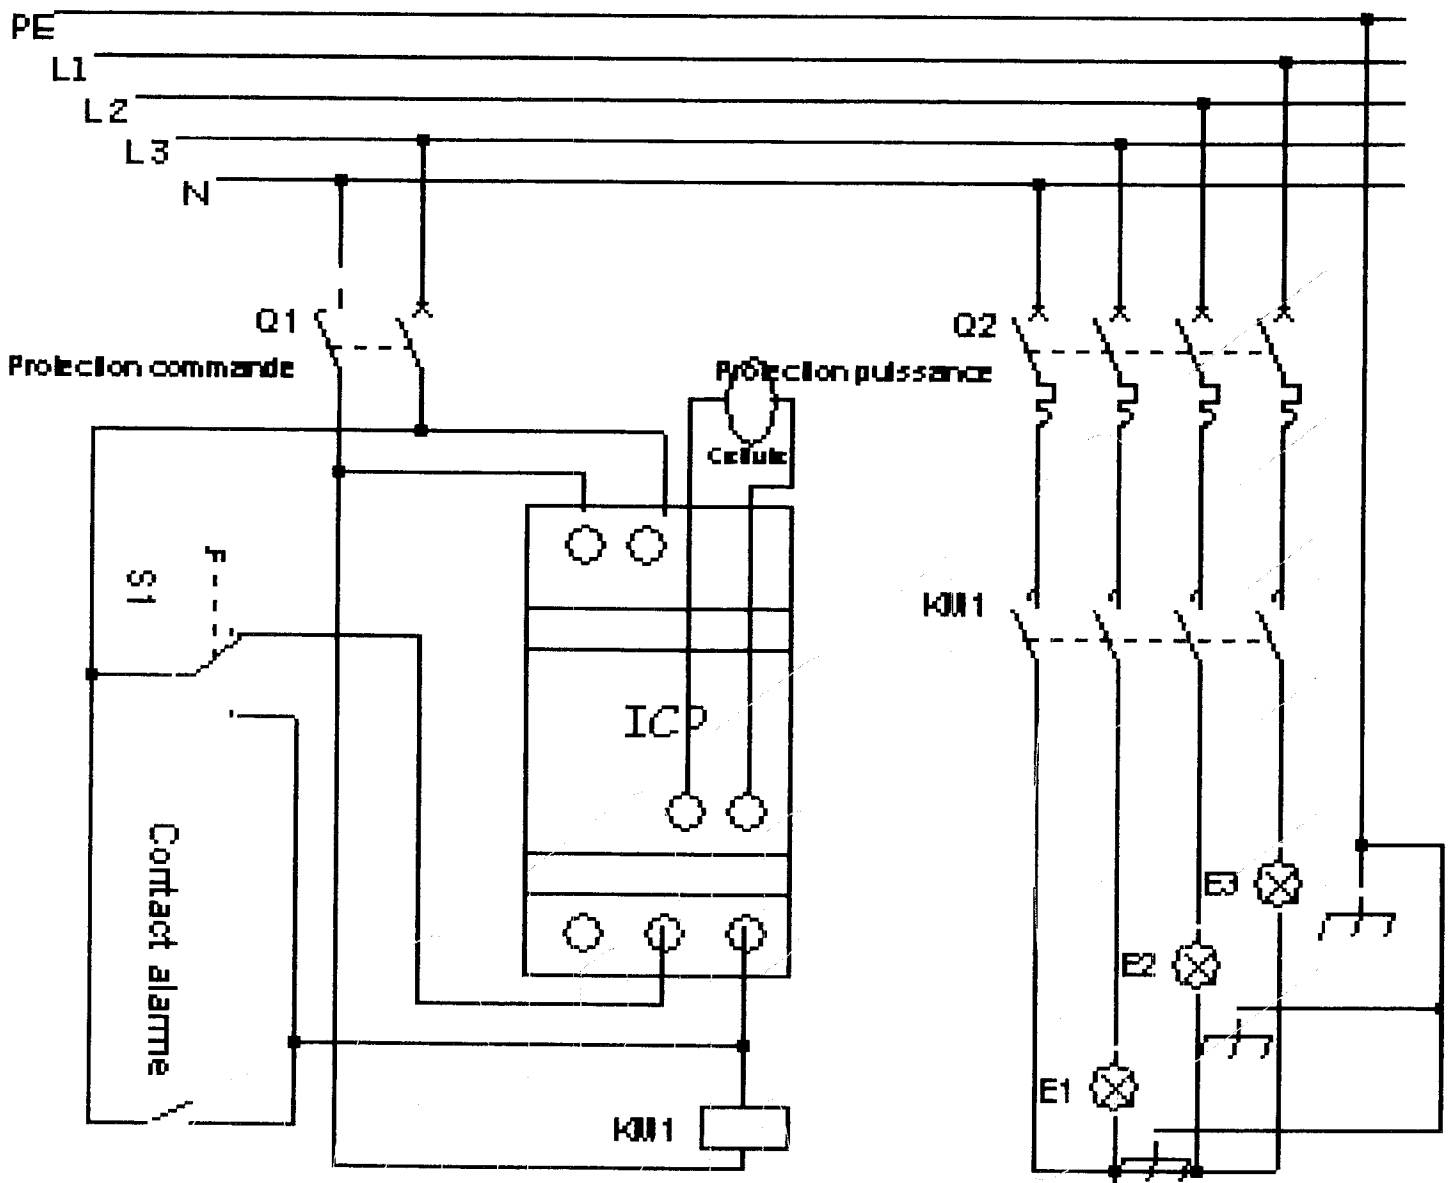 PE
L1
L2
L3
N
Q1
Protection commande
Q2
Protection puissance
Cellule
S1
KM1
ICP
Contact alarme
E3
E2
E1
KM1